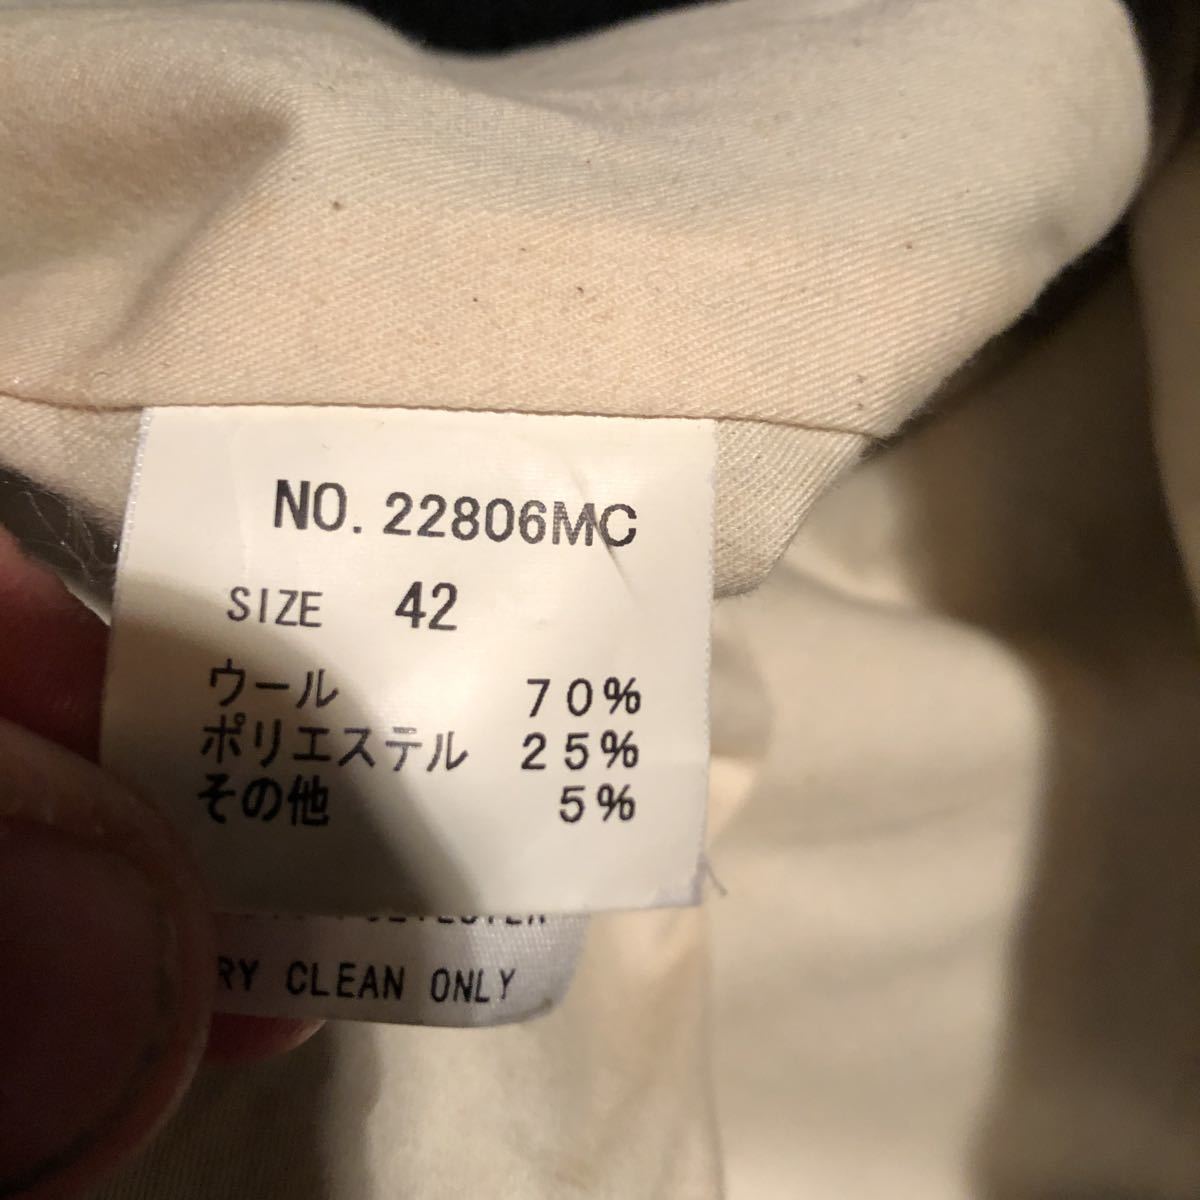 NO. 22806MC
SIZE 42
ウール 70%
ポリエステル 25%
その他 5%
RY CLEAN ONLY